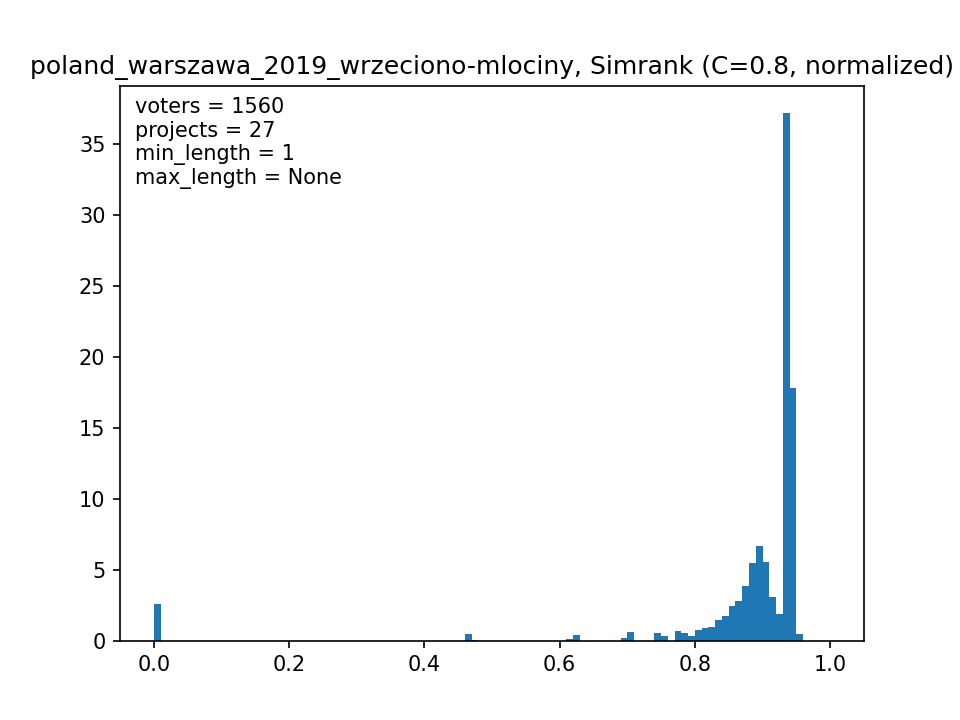 poland_warszawa_2019_wrzeciono-mlociny, Simrank (C=0.8, normalized)
voters = 1560
projects = 27
min_length = 1
max_length = None
35
30
25
20
15
10
5
0
0.0 0.2 0.4 0.6 0.8 1.0